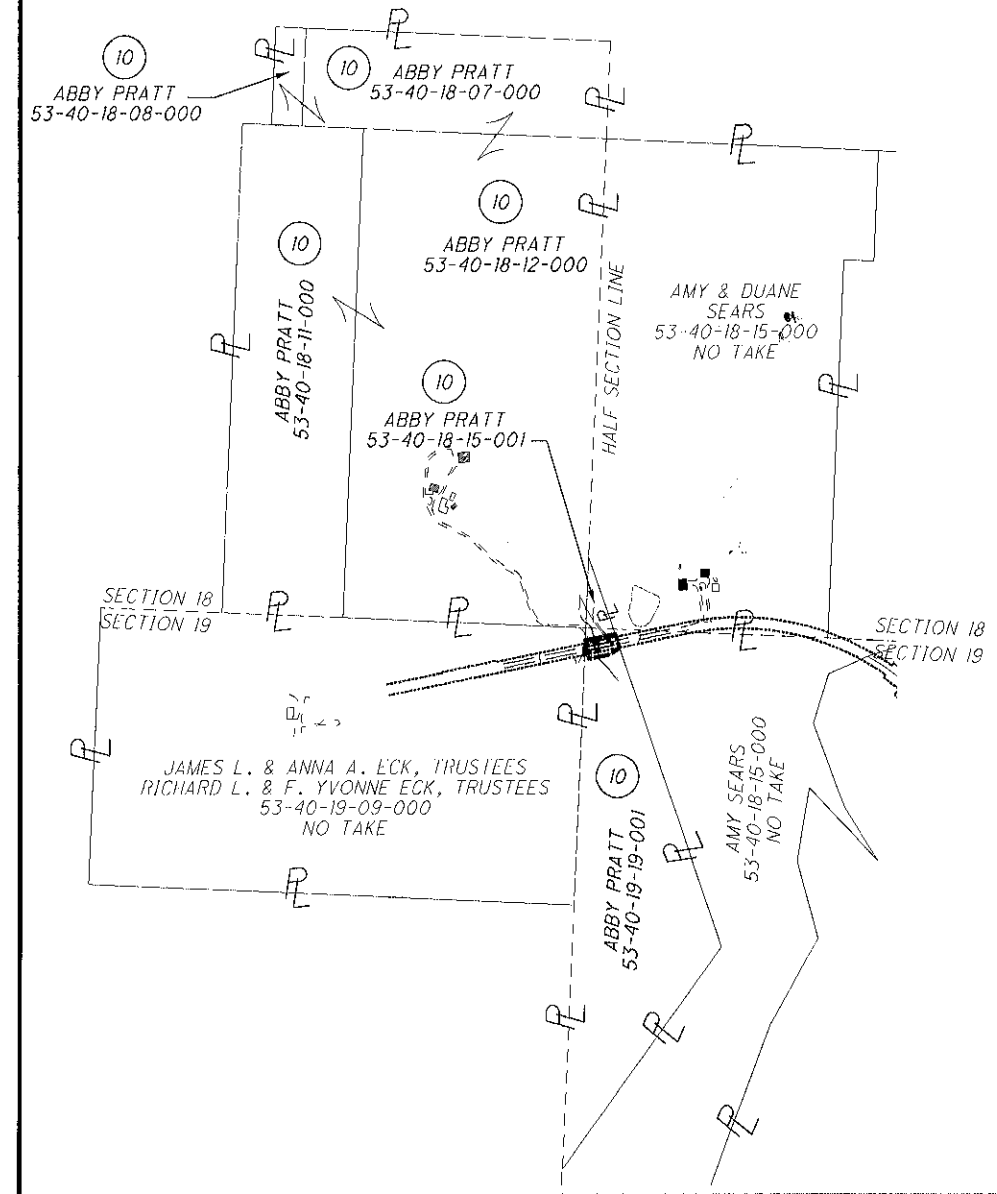 10
ABBY PRATT
53-40-18-08-000
10
ABBY PRATT
53-40-18-07-000
PL
PL
PL
PL
10
ABBY PRATT
53-40-18-12-000
PL
10
ABBY PRATT
53-40-18-11-000
PL
HALF SECTION LINE
AMY & DUANE
SEARS
53-40-18-15-000
NO TAKE
PL
10
ABBY PRATT
53-40-18-15-001
SECTION 18
SECTION 19
PL
PL
PL
PL
SECTION 18
SECTION 19
PL
PL
JAMES L. & ANNA A. ECK, TRUSTEES
RICHARD L. & F. YVONNE ECK, TRUSTEES
53-40-19-09-000
NO TAKE
PL
10
ABBY PRATT
53-40-19-19-001
PL
AMY SEARS
53-40-18-15-000
NO TAKE
PL
PL
PL